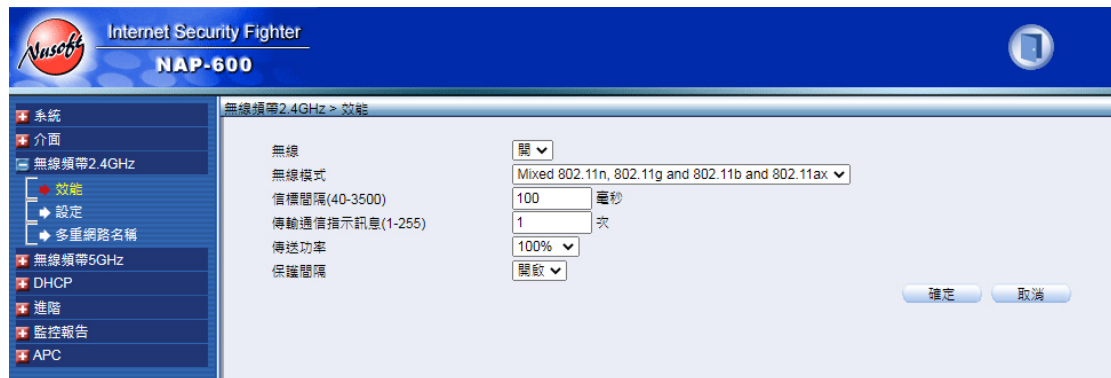 Nusoft
Internet Security Fighter
NAP-600
系統
介面
無線頻帶2.4GHz
效能
設定
多重網路名稱
無線頻帶5GHz
DHCP
進階
監控報告
APC
無線頻帶2.4GHz > 效能
無線 開
無線模式 Mixed 802.11n, 802.11g and 802.11b and 802.11ax
信標間隔(40-3500) 100 毫秒
傳輸通信指示訊息(1-255) 1 次
傳送功率 100%
保護間隔 開啟
確定 取消